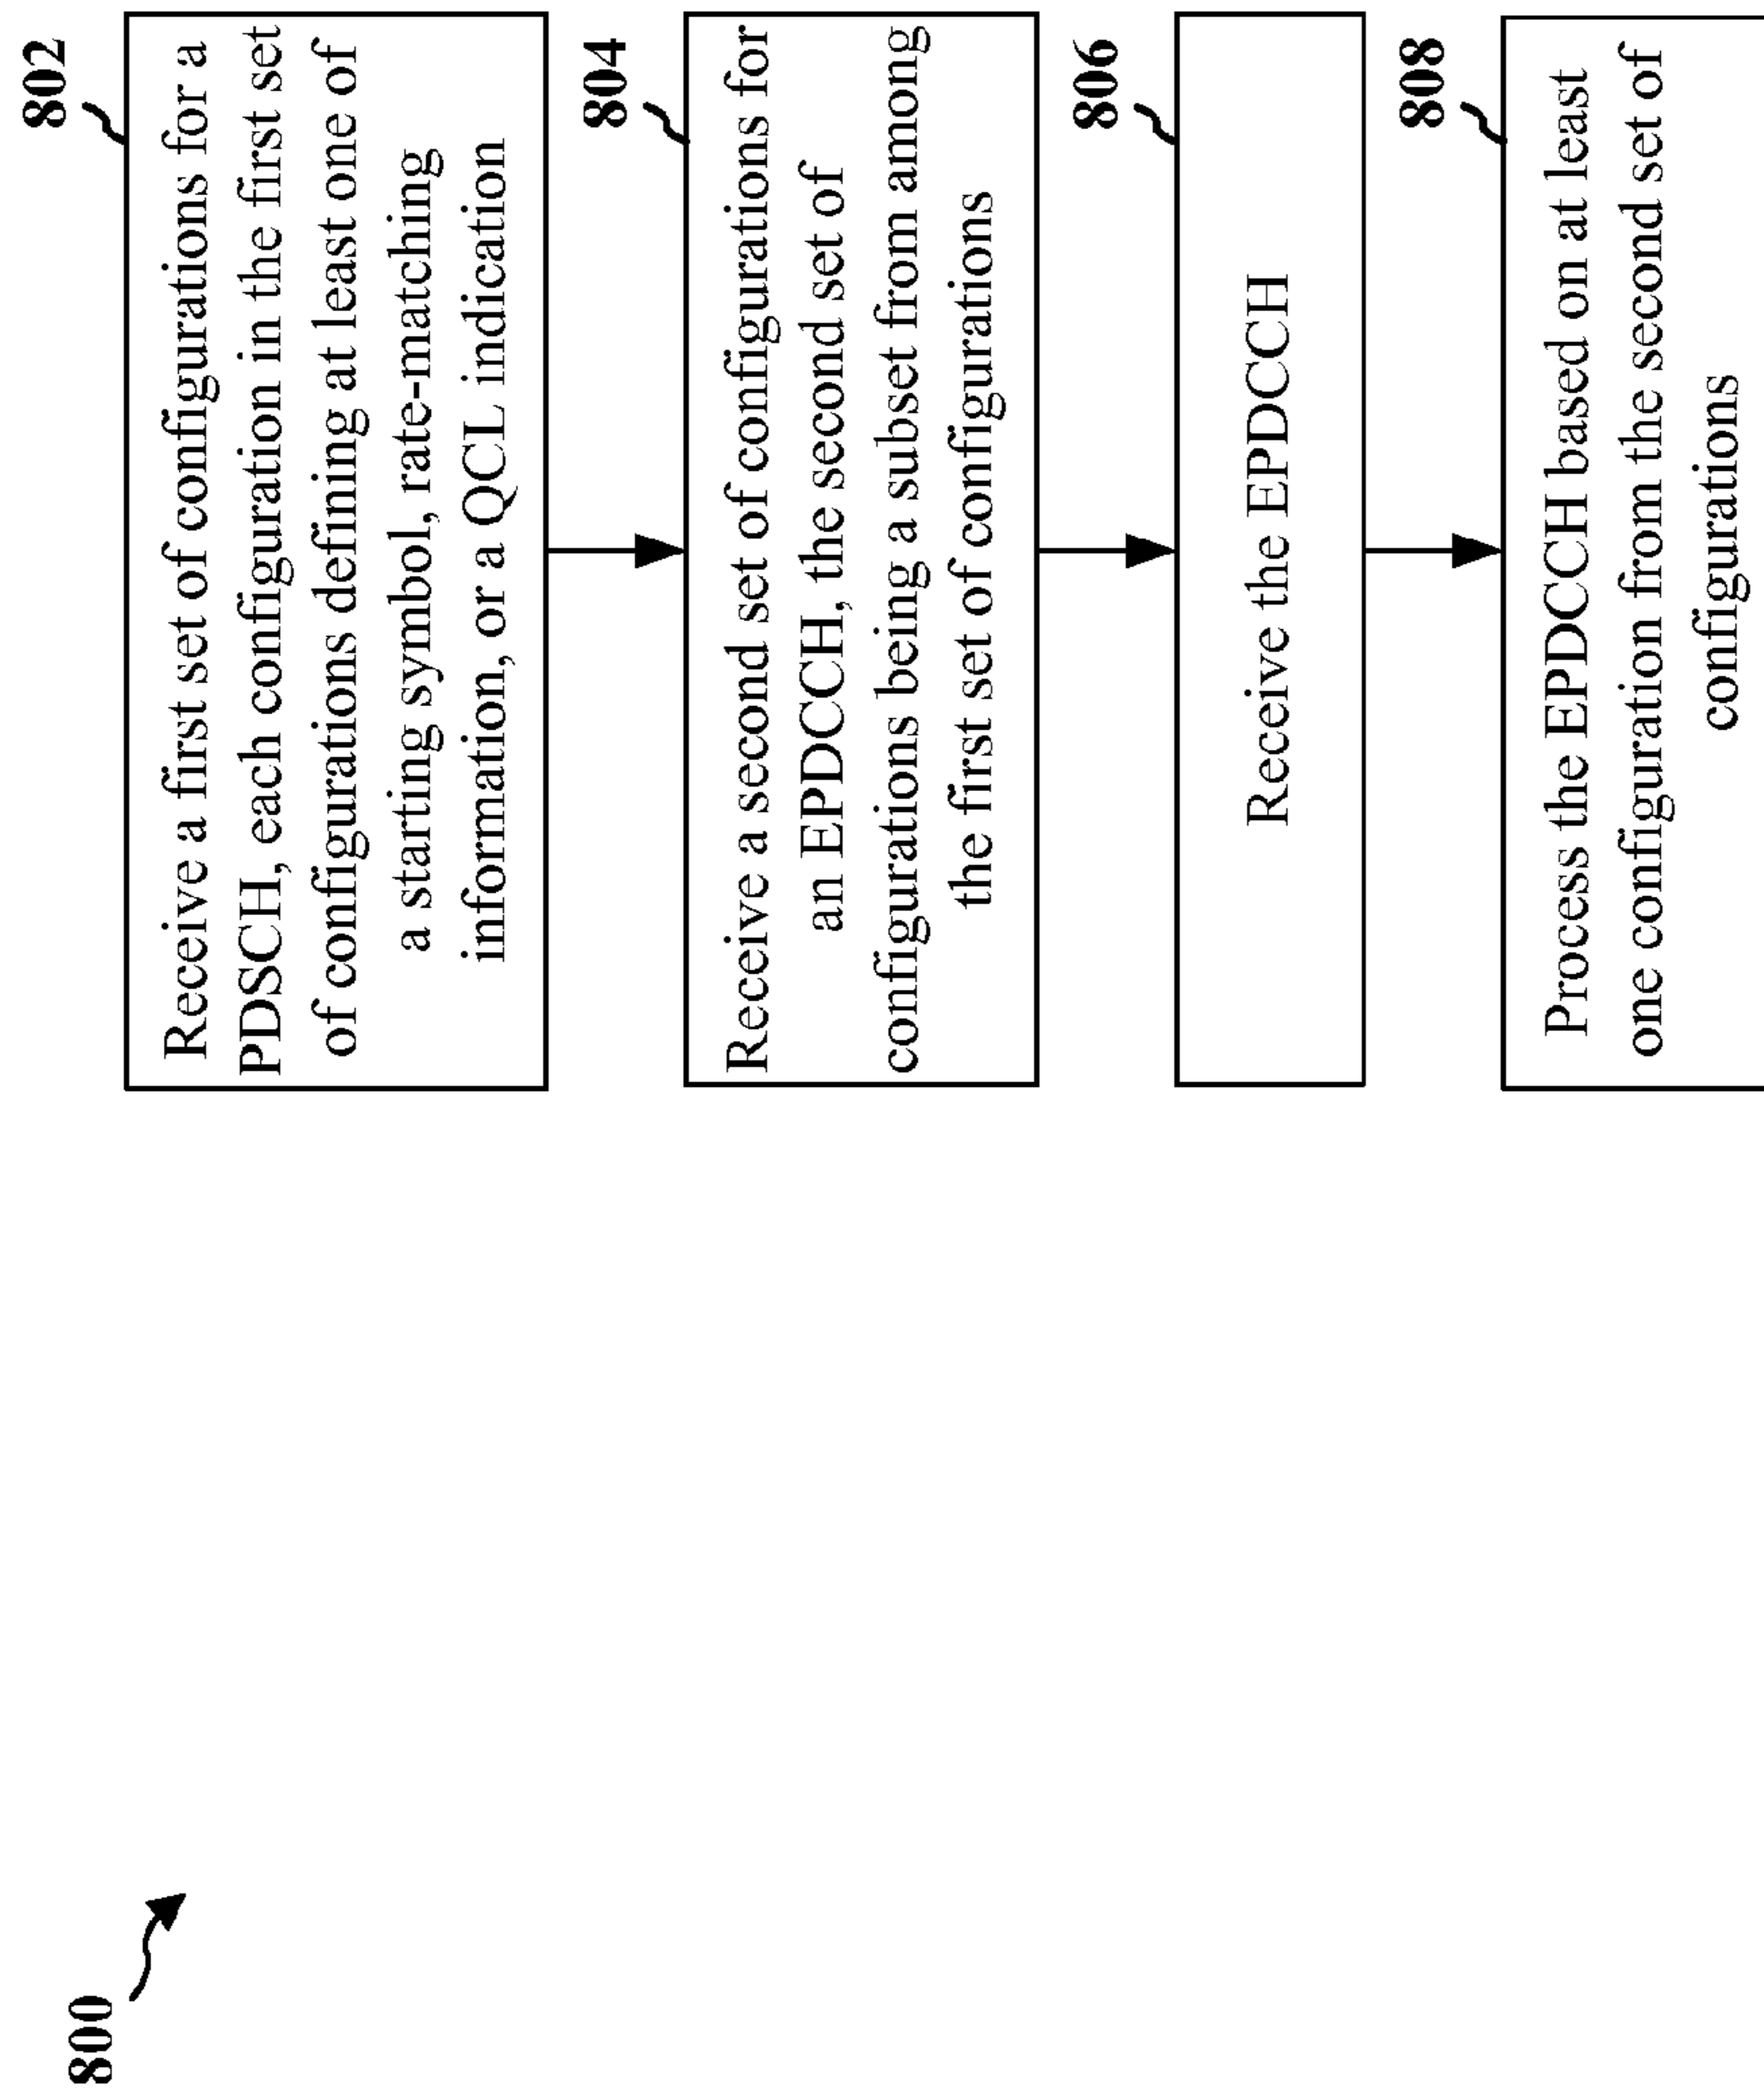 800
802
Receive a first set of configurations for a
PDSCH, each configuration in the first set
of configurations defining at least one of
a starting symbol, rate-matching
information, or a QCL indication
804
Receive a second set of configurations for
an EPDCCH, the second set of
configurations being a subset from among
the first set of configurations
806
Receive the EPDCCH
808
Process the EPDCCH based on at least
one configuration from the second set of
configurations